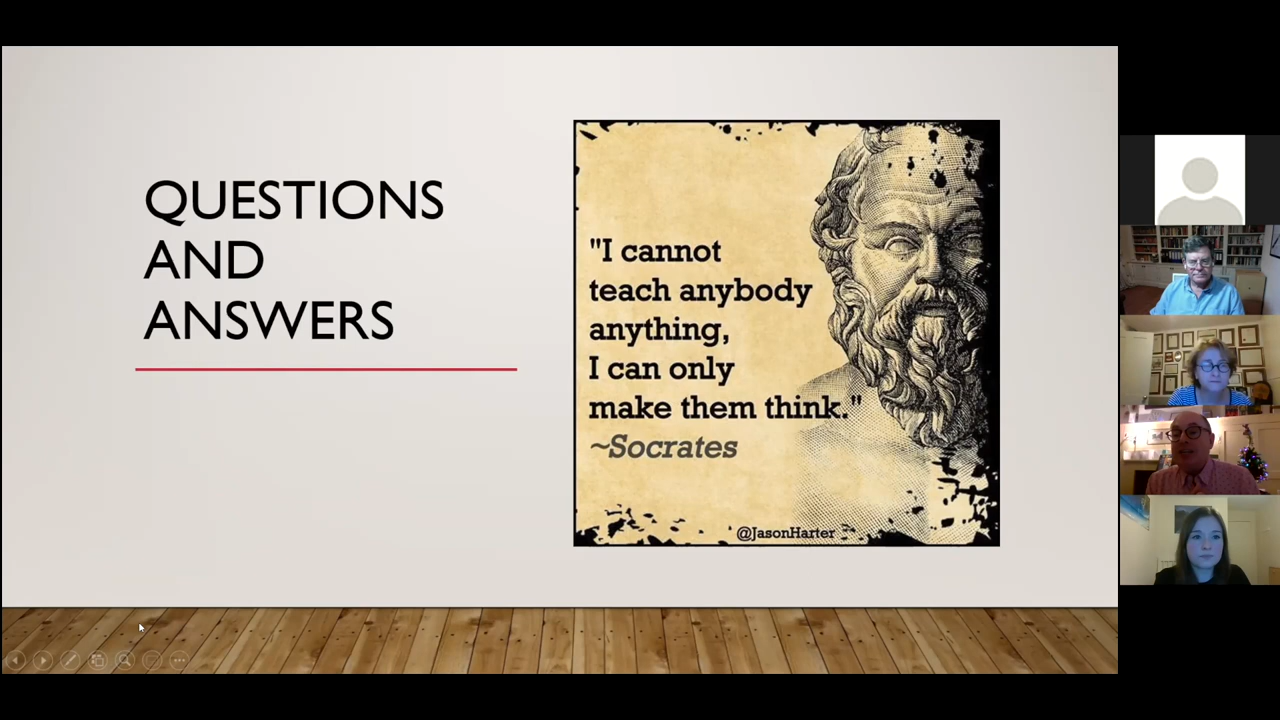 QUESTIONS
AND
ANSWERS
"I cannot
teach anybody
anything,
I can only
make them think."
~Socrates
@JasonHarter